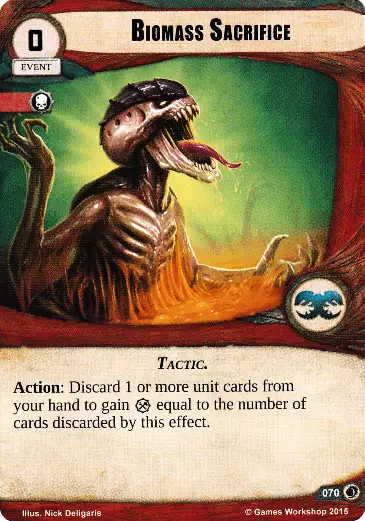 0
BIOMASS SACRIFICE
EVENT
TACTIC.
Action: Discard 1 or more unit cards from
your hand to gain equal to the number of
cards discarded by this effect.
070
Illus. Nick Deligaris
© Games Workshop 2015